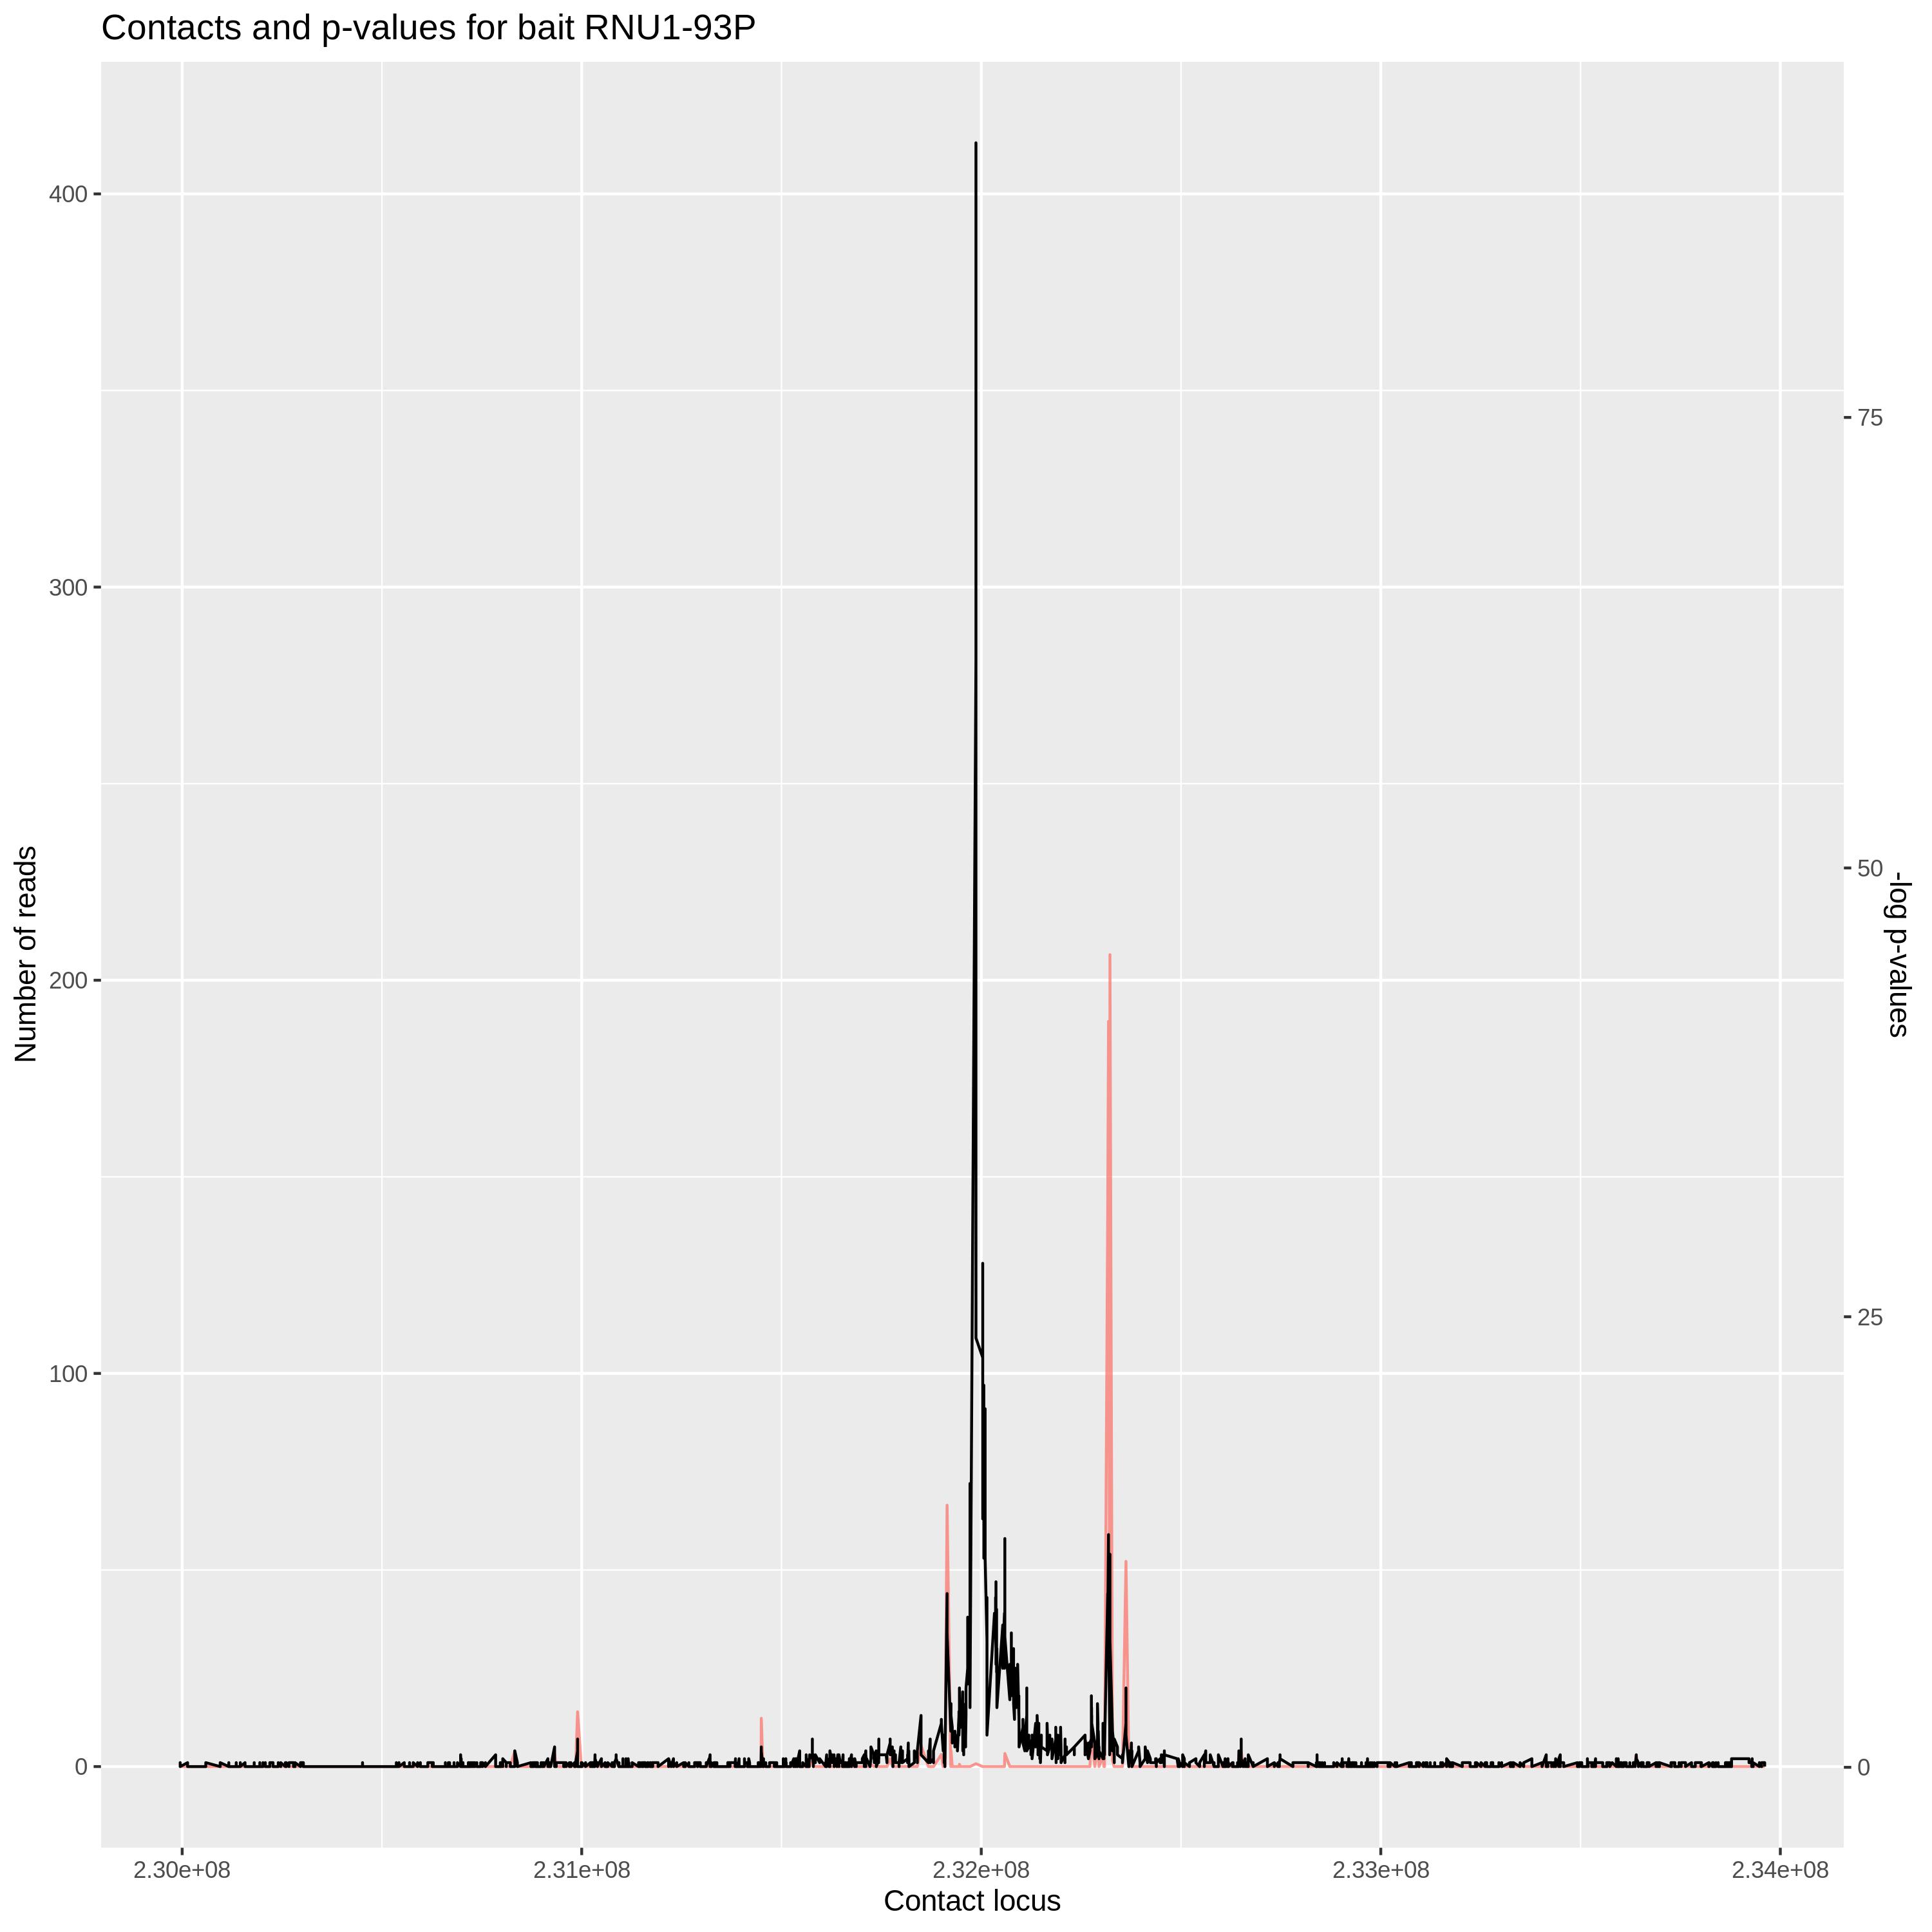 Contacts and p-values for bait RNU1-93P
400
300
200
100
0
Number of reads
75
50
25
0
-log p-values
2.30e+08 2.31e+08 2.32e+08 2.33e+08 2.34e+08
Contact locus